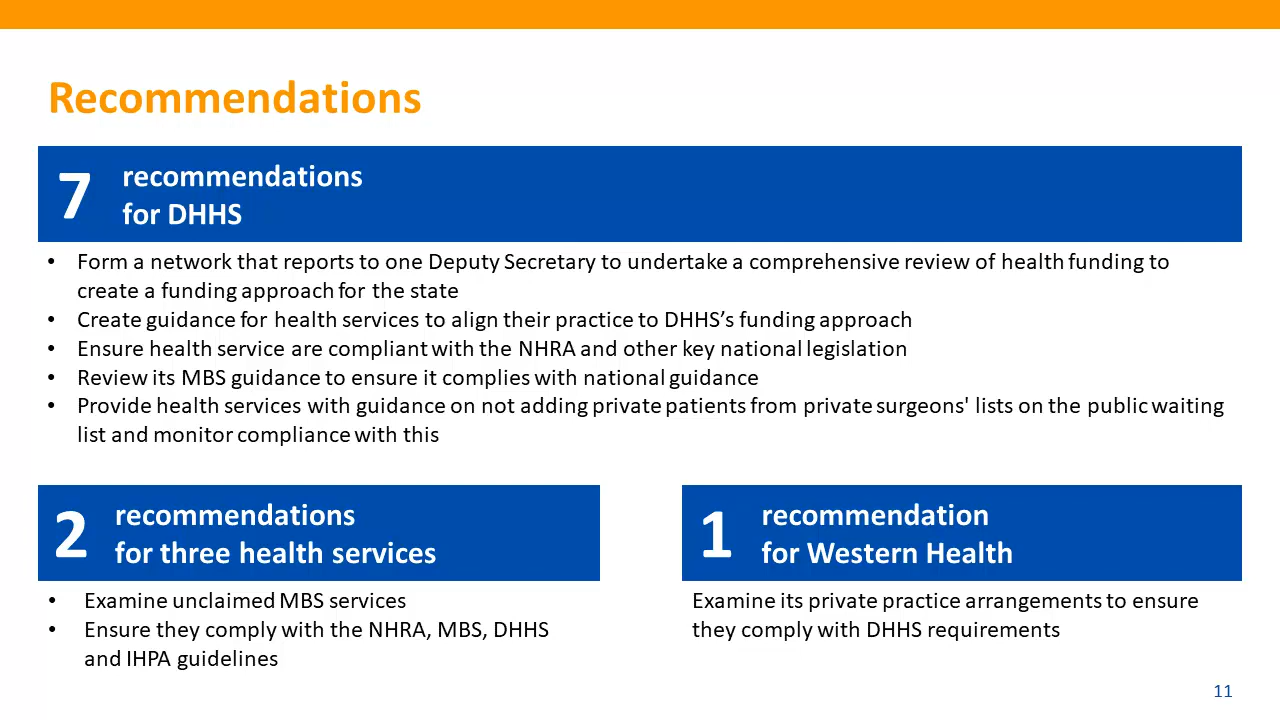 Recommendations
7
recommendations
for DHHS
• Form a network that reports to one Deputy Secretary to undertake a comprehensive review of health funding to
create a funding approach for the state
• Create guidance for health services to align their practice to DHHS’s funding approach
• Ensure health service are compliant with the NHRA and other key national legislation
• Review its MBS guidance to ensure it complies with national guidance
• Provide health services with guidance on not adding private patients from private surgeons' lists on the public waiting
list and monitor compliance with this
2
recommendations
for three health services
• Examine unclaimed MBS services
• Ensure they comply with the NHRA, MBS, DHHS
and IHPA guidelines
1
recommendation
for Western Health
Examine its private practice arrangements to ensure
they comply with DHHS requirements
11